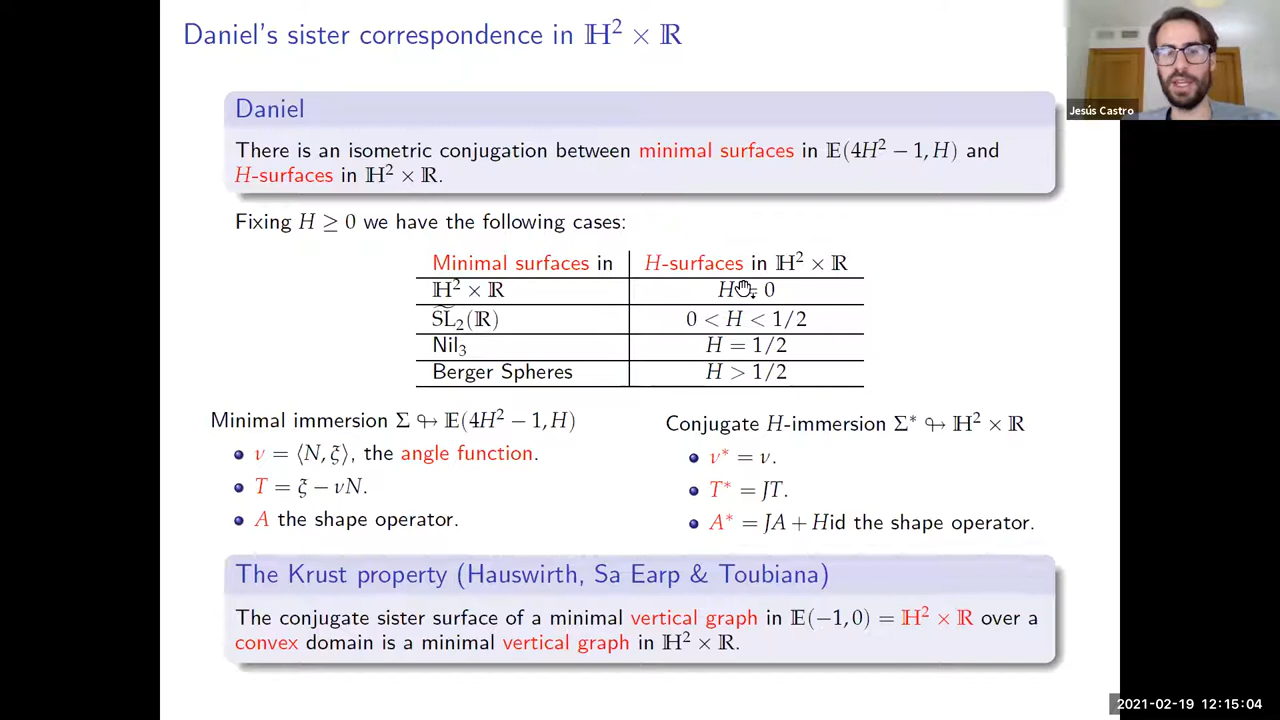 Daniel's sister correspondence in ℍ² × ℝ
Jesús Castro
Daniel
There is an isometric conjugation between minimal surfaces in 𝔼(4H² − 1, H) and
H-surfaces in ℍ² × ℝ.
Fixing H ≥ 0 we have the following cases:
Minimal surfaces in H-surfaces in ℍ² × ℝ
ℍ² × ℝ H = 0
S̃L₂(ℝ) 0 < H < 1/2
Nil₃ H = 1/2
Berger Spheres H > 1/2
Minimal immersion Σ ↬ 𝔼(4H² − 1, H)
ν = ⟨N, ξ⟩, the angle function.
T = ξ − νN.
A the shape operator.
Conjugate H-immersion Σ* ↬ ℍ² × ℝ
ν* = ν.
T* = JT.
A* = JA + Hid the shape operator.
The Krust property (Hauswirth, Sa Earp & Toubiana)
The conjugate sister surface of a minimal vertical graph in 𝔼(−1, 0) = ℍ² × ℝ over a
convex domain is a minimal vertical graph in ℍ² × ℝ.
2021-02-19 12:15:04